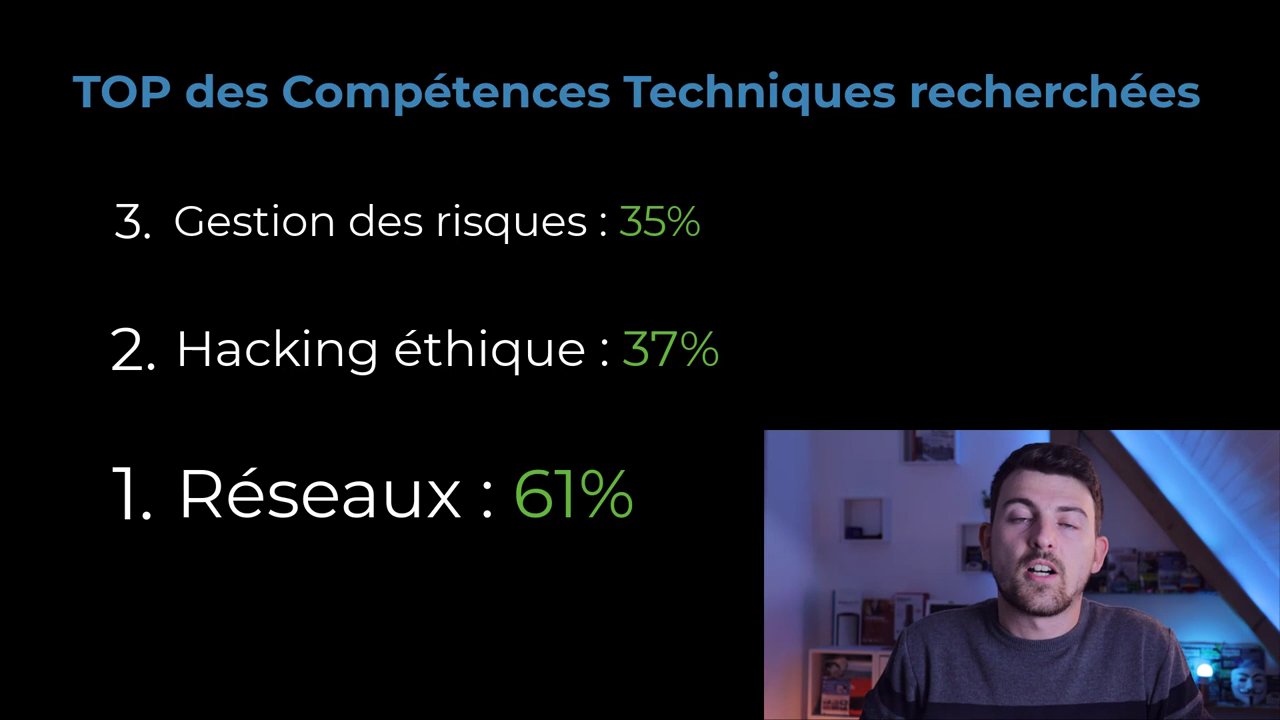 TOP des Compétences Techniques recherchées
3. Gestion des risques : 35%
2. Hacking éthique : 37%
1. Réseaux : 61%